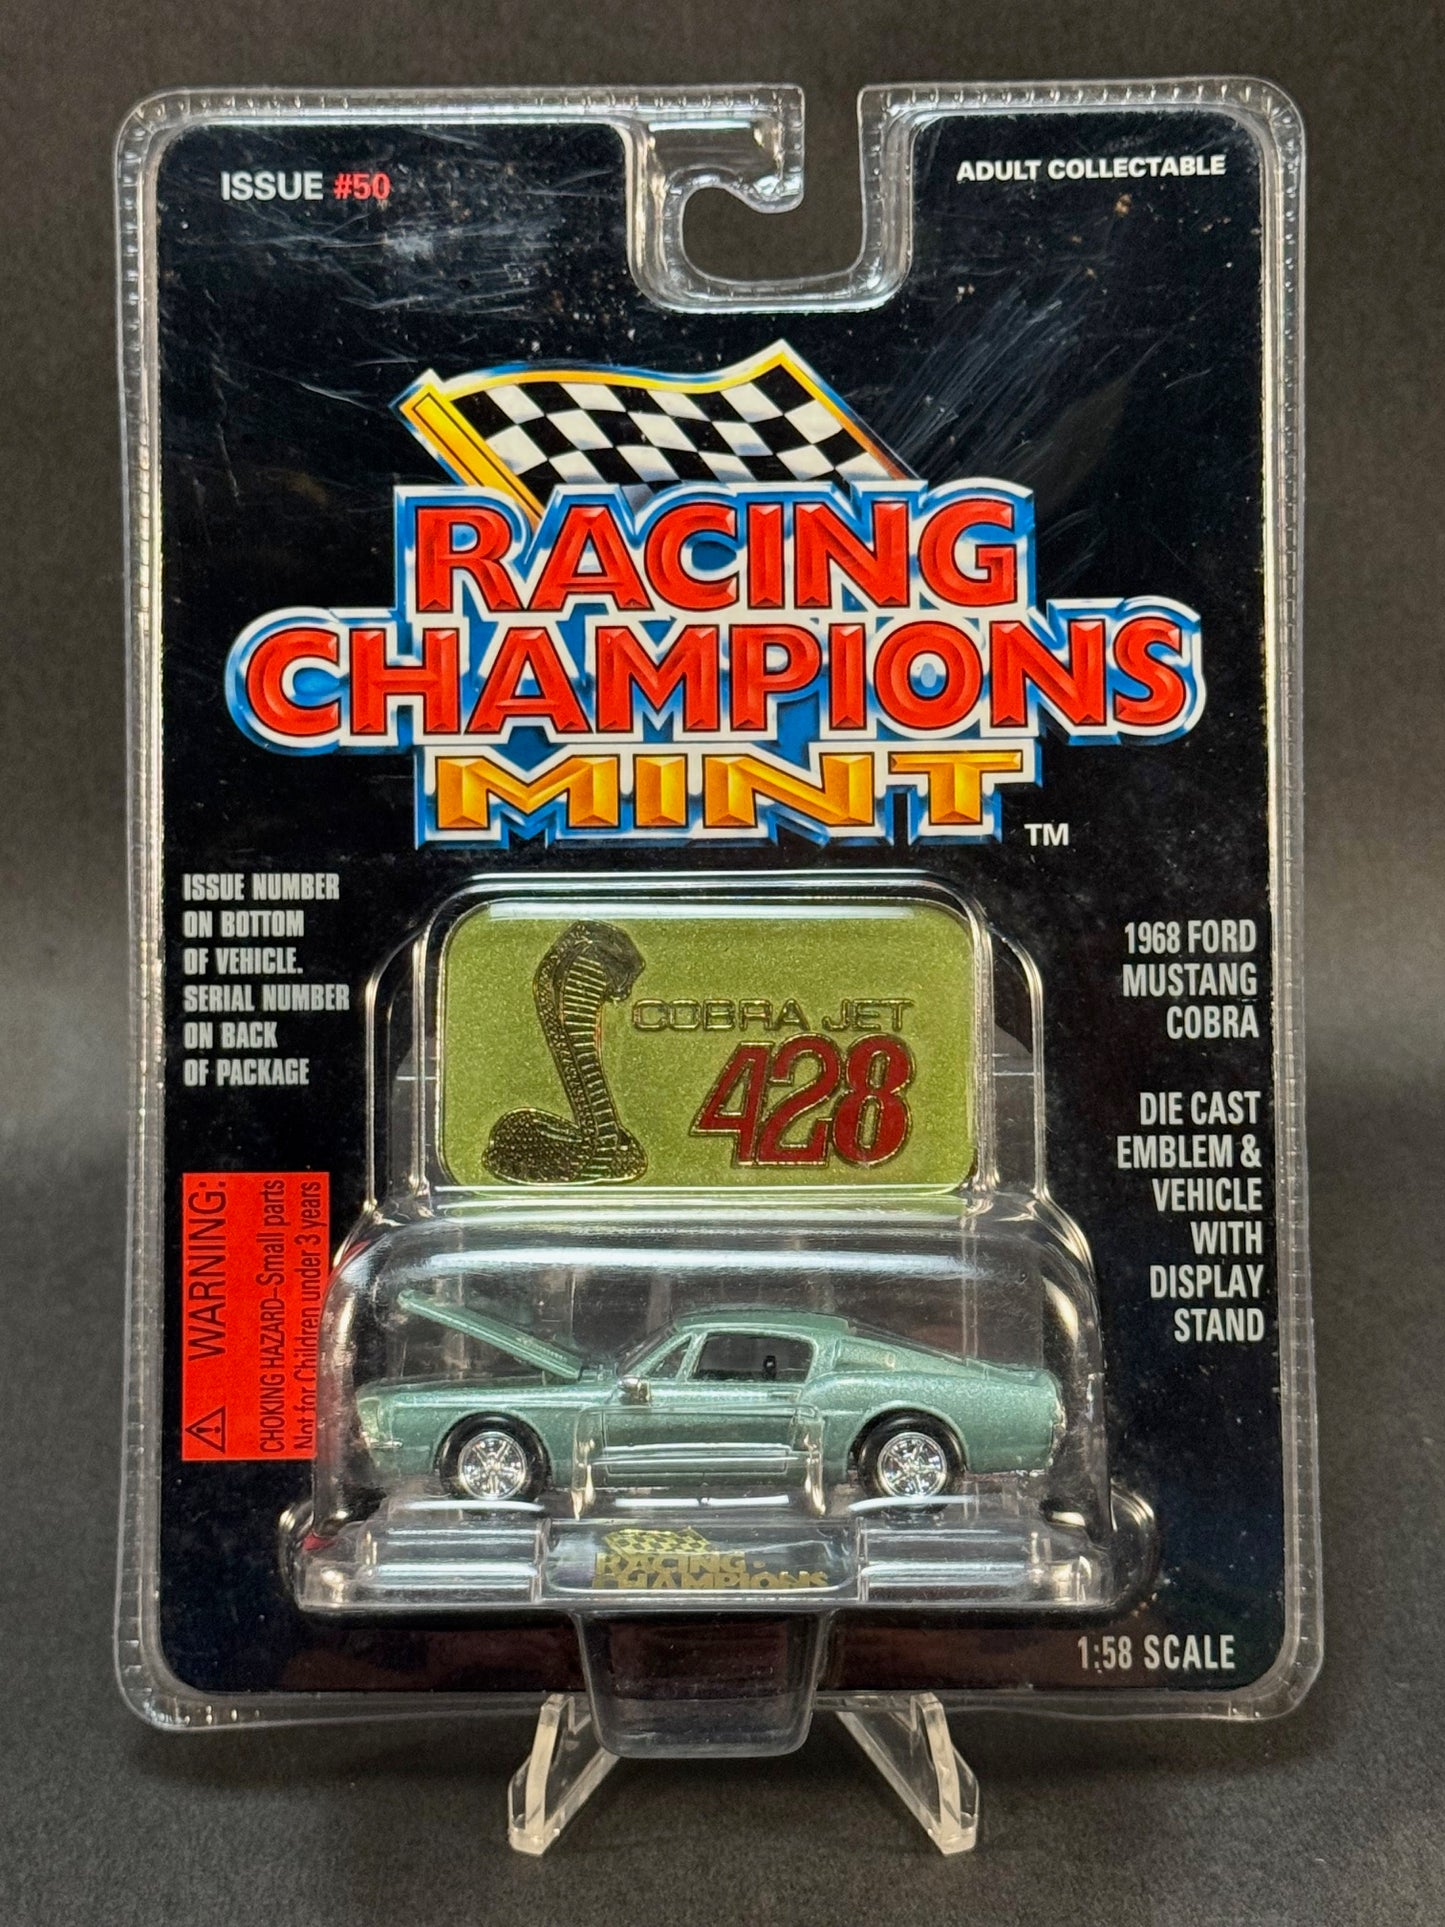 ISSUE #50
ADULT COLLECTABLE
RACING
CHAMPIONS
MINT
TM
ISSUE NUMBER
ON BOTTOM
OF VEHICLE.
SERIAL NUMBER
ON BACK
OF PACKAGE
COBRA JET
428
1968 FORD
MUSTANG
COBRA
DIE CAST
EMBLEM &
VEHICLE
WITH
DISPLAY
STAND
WARNING:
CHOKING HAZARD–Small parts
Not for Children under 3 years
RACING
CHAMPIONS
1:58 SCALE